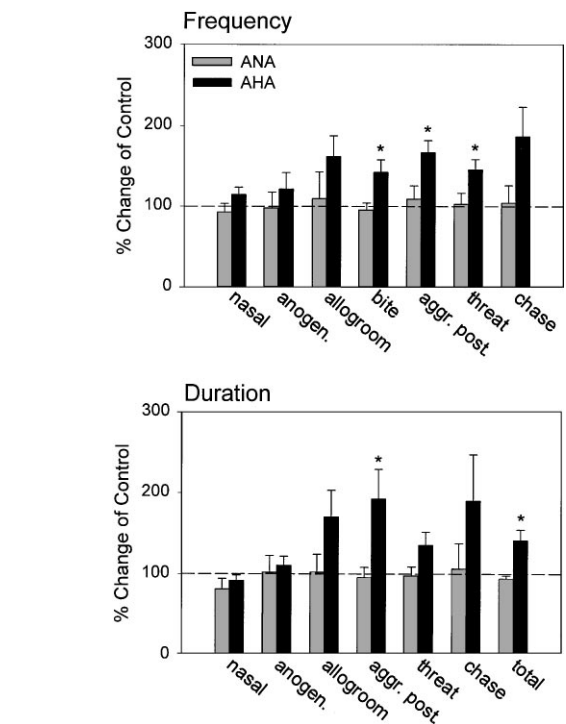 Frequency
300
ANA
AHA
200
* * *
100
0
% Change of Control
nasal
anogen.
allogroom
bite
aggr. post.
threat
chase
Duration
300
200
* *
100
0
% Change of Control
nasal
anogen.
allogroom
aggr. post
threat
chase
total